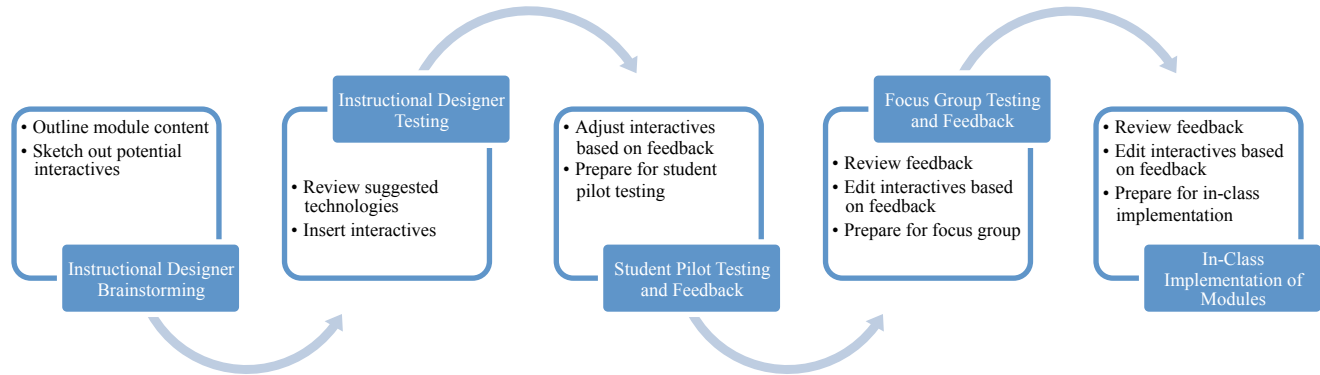 • Outline module content
• Sketch out potential
interactives
Instructional Designer
Brainstorming
Instructional Designer
Testing
• Review suggested
technologies
• Insert interactives
• Adjust interactives
based on feedback
• Prepare for student
pilot testing
Student Pilot Testing
and Feedback
Focus Group Testing
and Feedback
• Review feedback
• Edit interactives based
on feedback
• Prepare for focus group
• Review feedback
• Edit interactives based
on feedback
• Prepare for in-class
implementation
In-Class
Implementation of
Modules